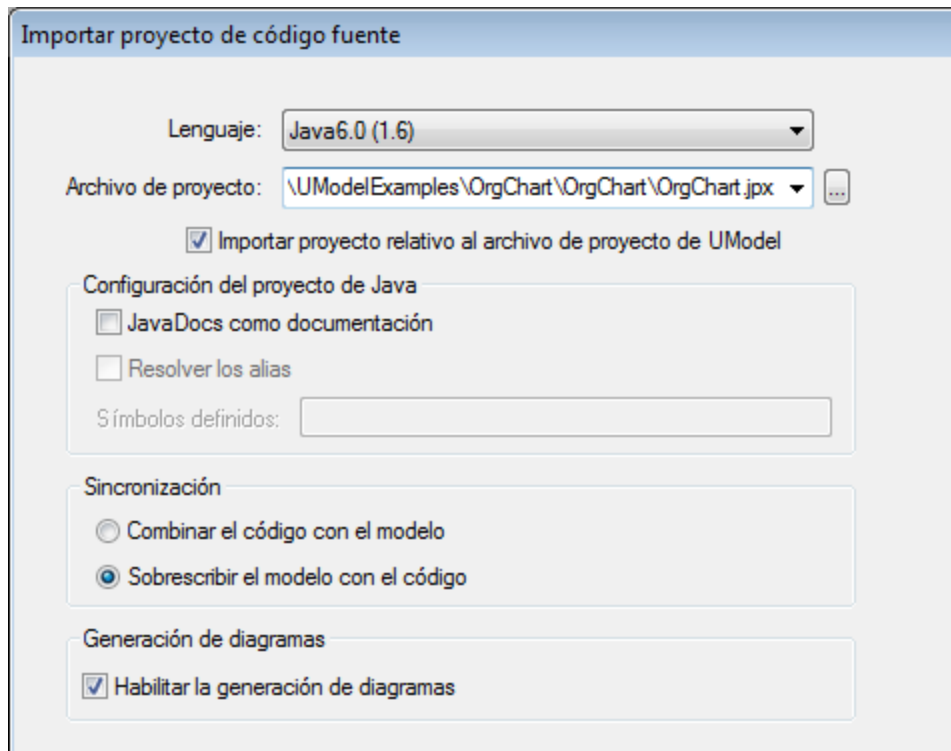 Importar proyecto de código fuente
Lenguaje: Java6.0 (1.6)
Archivo de proyecto: \UModelExamples\OrgChart\OrgChart\OrgChart.jpx ...
Importar proyecto relativo al archivo de proyecto de UModel
Configuración del proyecto de Java
JavaDocs como documentación
Resolver los alias
Símbolos definidos:
Sincronización
Combinar el código con el modelo
Sobrescribir el modelo con el código
Generación de diagramas
Habilitar la generación de diagramas